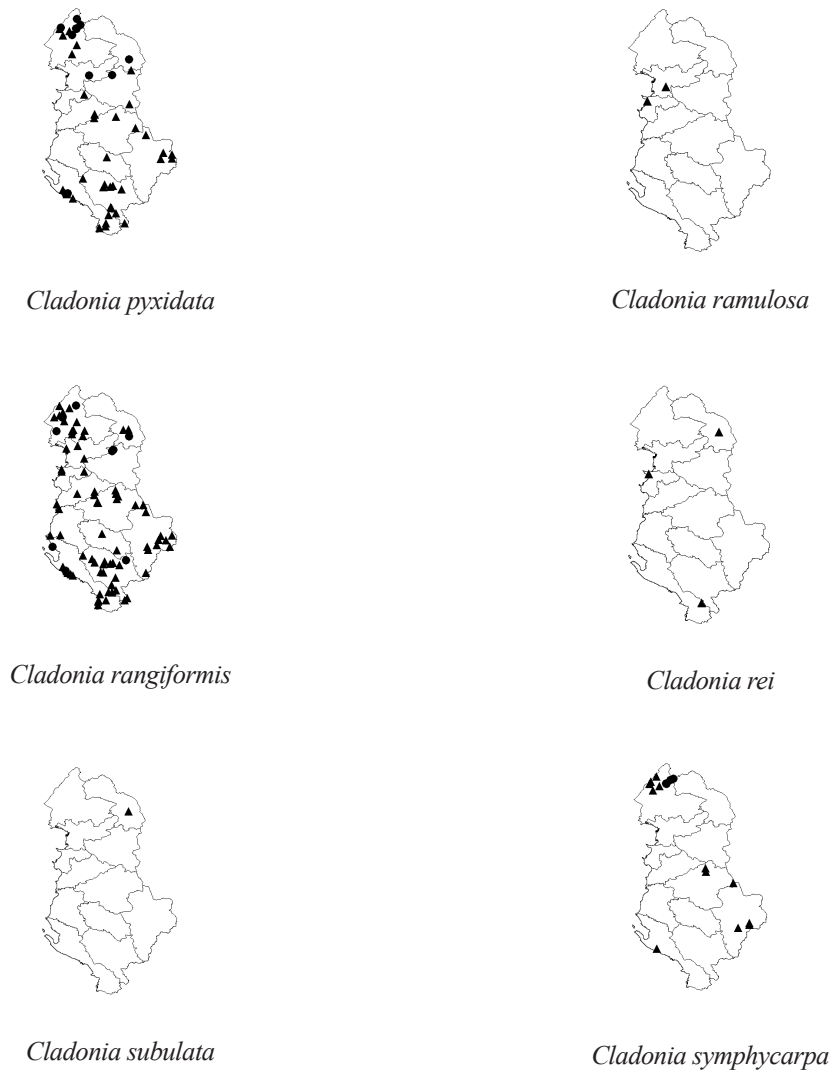 Cladonia pyxidata
Cladonia ramulosa
Cladonia rangiformis
Cladonia rei
Cladonia subulata
Cladonia symphycarpa